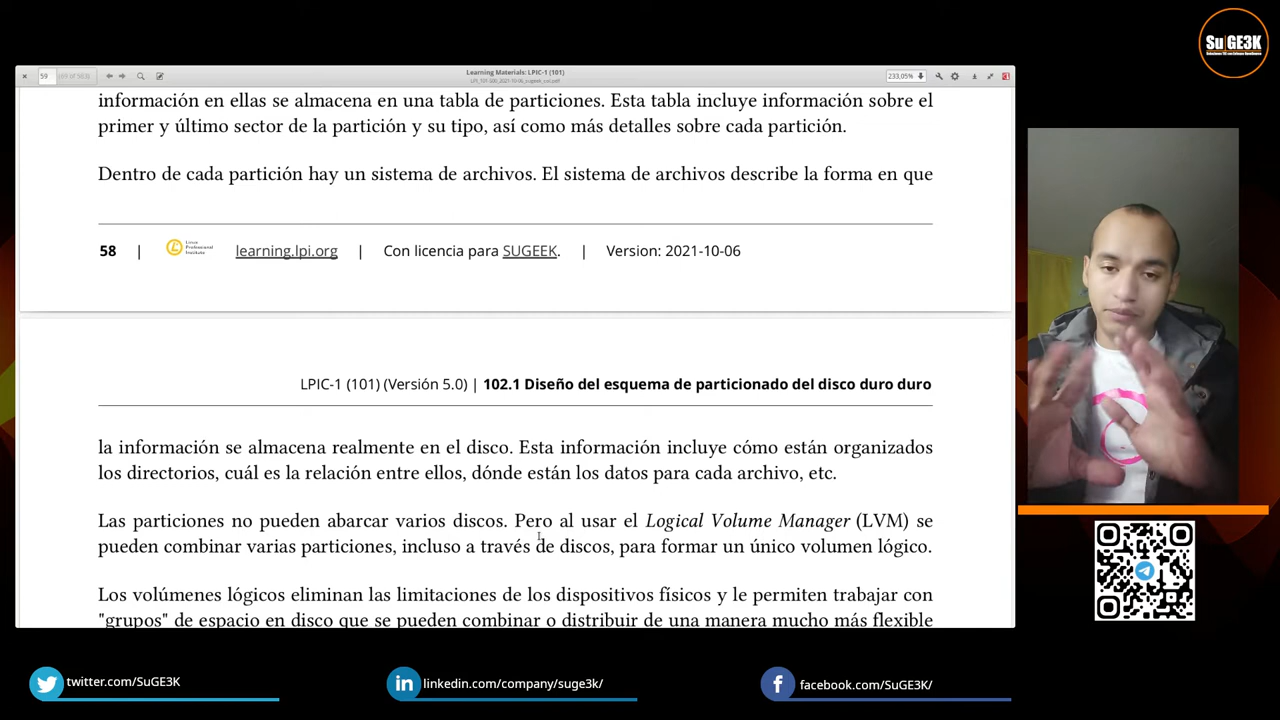 Learning Materials: LPIC-1 (101)
59
233,05%
información en ellas se almacena en una tabla de particiones. Esta tabla incluye información sobre el
primer y último sector de la partición y su tipo, así como más detalles sobre cada partición.
Dentro de cada partición hay un sistema de archivos. El sistema de archivos describe la forma en que
58 | Linux Professional Institute learning.lpi.org | Con licencia para SUGEEK. | Version: 2021-10-06
LPIC-1 (101) (Versión 5.0) | 102.1 Diseño del esquema de particionado del disco duro duro
la información se almacena realmente en el disco. Esta información incluye cómo están organizados
los directorios, cuál es la relación entre ellos, dónde están los datos para cada archivo, etc.
Las particiones no pueden abarcar varios discos. Pero al usar el Logical Volume Manager (LVM) se
pueden combinar varias particiones, incluso a través de discos, para formar un único volumen lógico.
Los volúmenes lógicos eliminan las limitaciones de los dispositivos físicos y le permiten trabajar con
"grupos" de espacio en disco que se pueden combinar o distribuir de una manera mucho más flexible
SuGE3K
twitter.com/SuGE3K
linkedin.com/company/suge3k/
facebook.com/SuGE3K/